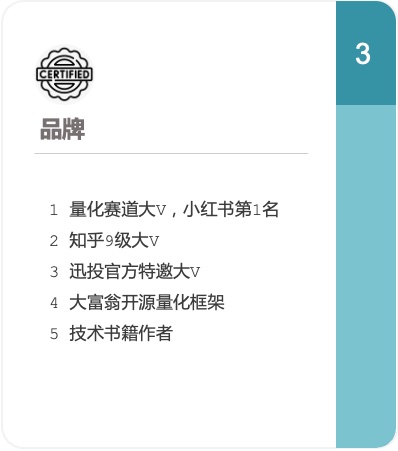 3
CERTIFIED
品牌
1 量化赛道大V，小红书第1名
2 知乎9级大V
3 迅投官方特邀大V
4 大富翁开源量化框架
5 技术书籍作者